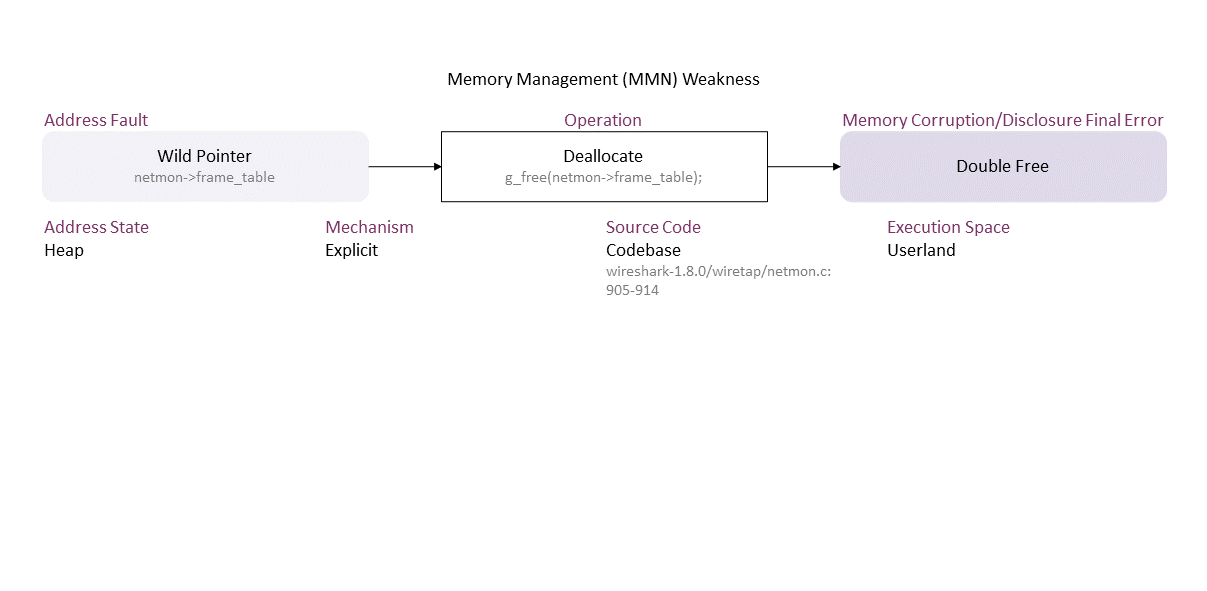 Memory Management (MMN) Weakness
Address Fault
Operation
Memory Corruption/Disclosure Final Error
Wild Pointer
netmon->frame_table
Deallocate
g_free(netmon->frame_table);
Double Free
Address State
Heap
Mechanism
Explicit
Source Code
Codebase
wireshark-1.8.0/wiretap/netmon.c:
905-914
Execution Space
Userland